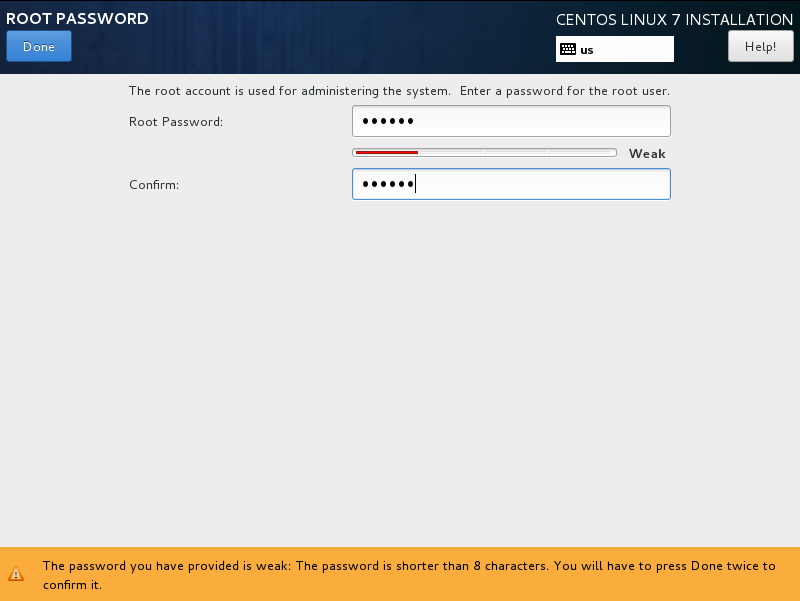 ROOT PASSWORD
CENTOS LINUX 7 INSTALLATION
Done
us
Help!
The root account is used for administering the system.  Enter a password for the root user.
Root Password:
●●●●●●
Weak
Confirm:
●●●●●●
The password you have provided is weak: The password is shorter than 8 characters. You will have to press Done twice to
confirm it.